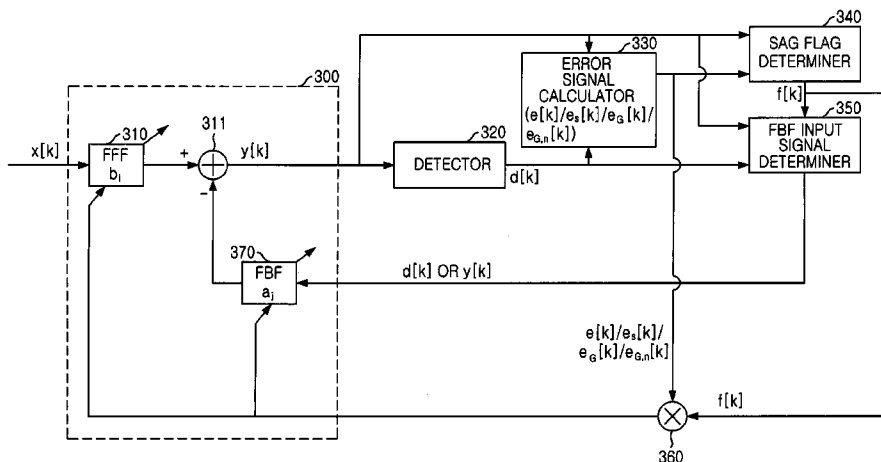 340
330
SAG FLAG
DETERMINER
ERROR
SIGNAL
CALCULATOR
(e[k]/es[k]/eG[k]/
eG,n[k])
300
f[k]
350
310
311
320
FBF INPUT
SIGNAL
DETERMINER
x[k]
FFF
bi
+
y[k]
DETECTOR
d[k]
-
370
FBF
aj
d[k] OR y[k]
e[k]/es[k]/
eG[k]/eG,n[k]
f[k]
360